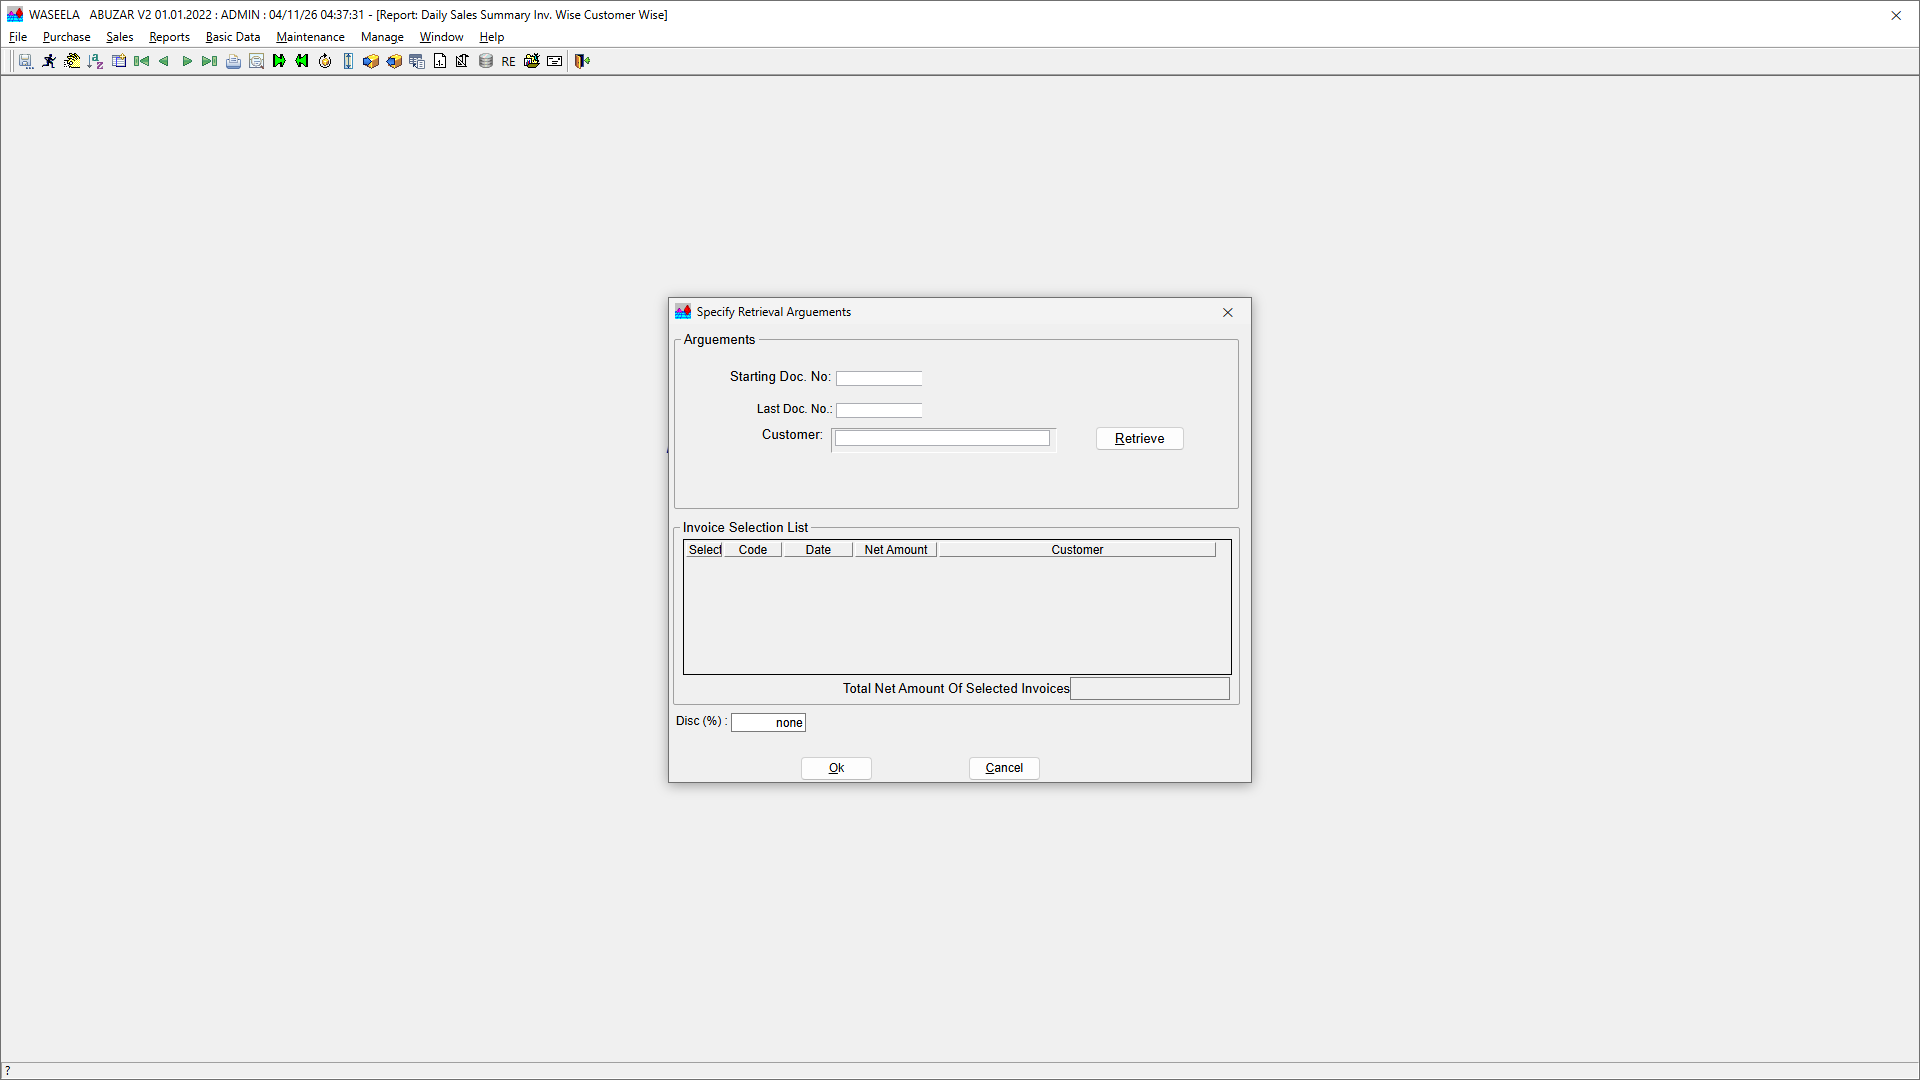 WASEELA ABUZAR V2 01.01.2022 : ADMIN : 04/11/26 04:37:31 - [Report: Daily Sales Summary Inv. Wise Customer Wise]
File Purchase Sales Reports Basic Data Maintenance Manage Window Help
RE
Specify Retrieval Arguements
Arguements
Starting Doc. No:
Last Doc. No.:
Customer:
Retrieve
Invoice Selection List
Select Code Date Net Amount Customer
Total Net Amount Of Selected Invoices
Disc (%) : none
Ok Cancel
?